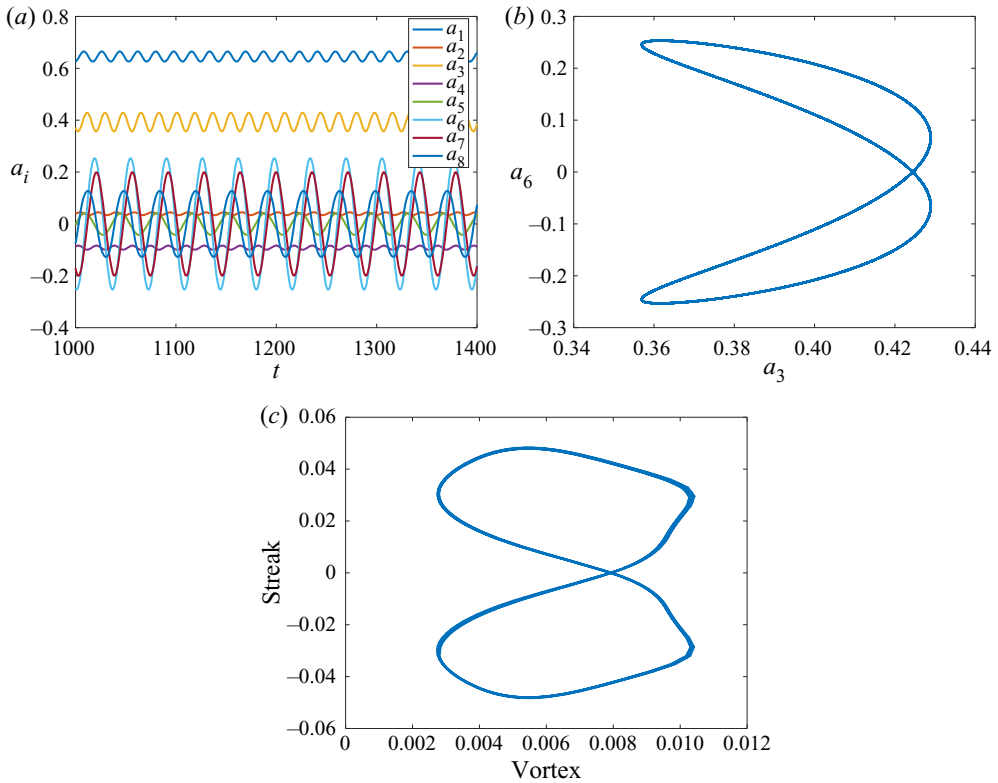 (a)
0.8
0.6
0.4
a_i 0.2
0
–0.2
–0.4
1000 1100 1200 1300 1400
t
a_1
a_2
a_3
a_4
a_5
a_6
a_7
a_8
(b)
0.3
0.2
0.1
a_6 0
–0.1
–0.2
–0.3
0.34 0.36 0.38 0.40 0.42 0.44
a_3
(c)
0.06
0.04
0.02
Streak 0
–0.02
–0.04
–0.06
0 0.002 0.004 0.006 0.008 0.010 0.012
Vortex